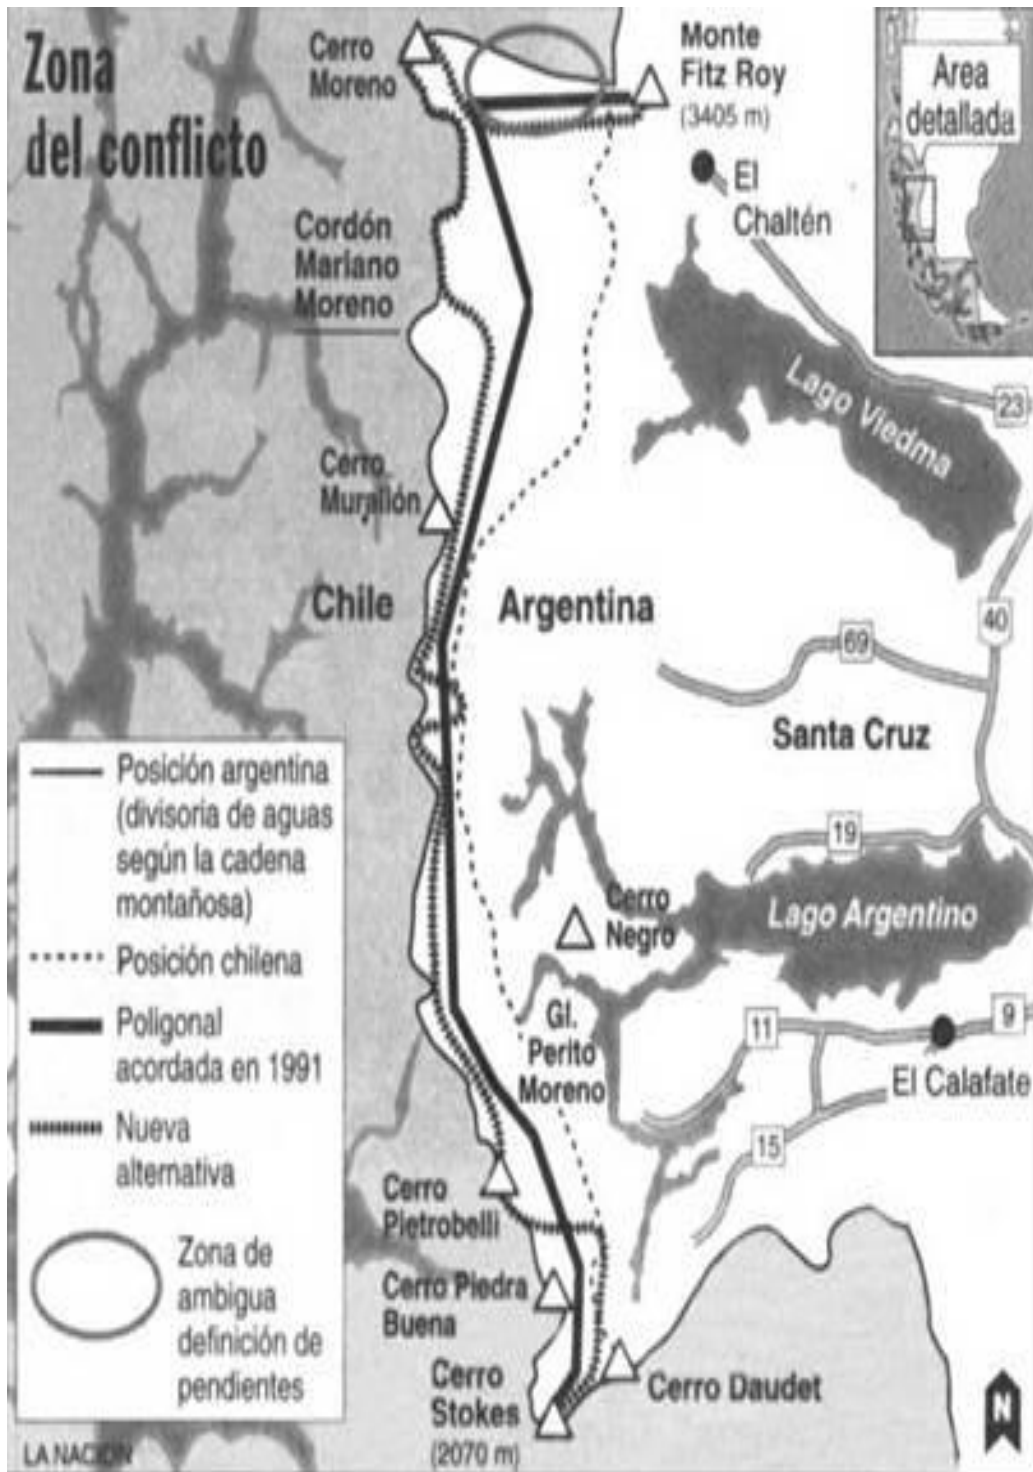 Zona
del conflicto
Cerro
Moreno
Monte
Fitz Roy
(3405 m)
Area
detallada
El
Chaltén
Cordón
Mariano
Moreno
Lago Viedma
23
Cerro
Murallón
Chile
Argentina
40
69
Santa Cruz
19
Lago Argentino
Cerro
Negro
Gl.
Perito
Moreno
11
9
El Calafate
15
Posición argentina
(divisoria de aguas
según la cadena
montañosa)
Posición chilena
Poligonal
acordada en 1991
Nueva
alternativa
Zona de
ambigua
definición de
pendientes
Cerro
Pietrobelli
Cerro Piedra
Buena
Cerro
Stokes
(2070 m)
Cerro Daudet
N
LA NACION